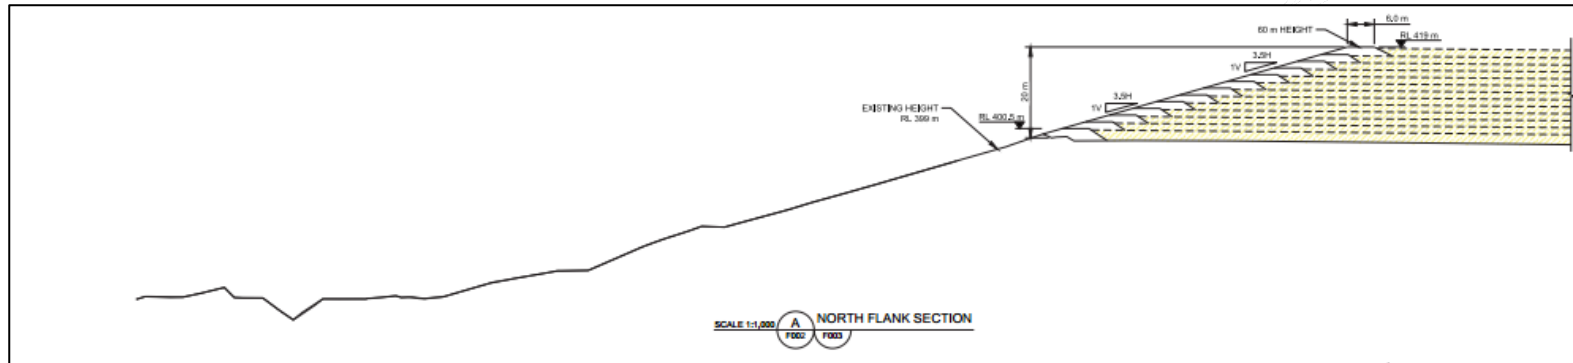 6.0 m
60 m HEIGHT
RL 419 m
3.5H
1V
20 m
3.5H
1V
EXISTING HEIGHT
RL 399 m
RL 400.5 m
SCALE 1:1,000
A
F002
F003
NORTH FLANK SECTION